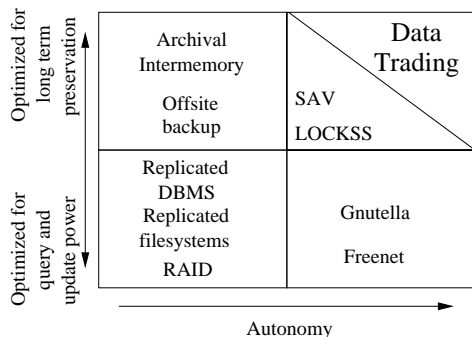 Optimized for
long term
preservation
Archival
Intermemory
Offsite
backup
Data
Trading
SAV
LOCKSS
Optimized for
query and
update power
Replicated
DBMS
Replicated
filesystems
RAID
Gnutella
Freenet
Autonomy